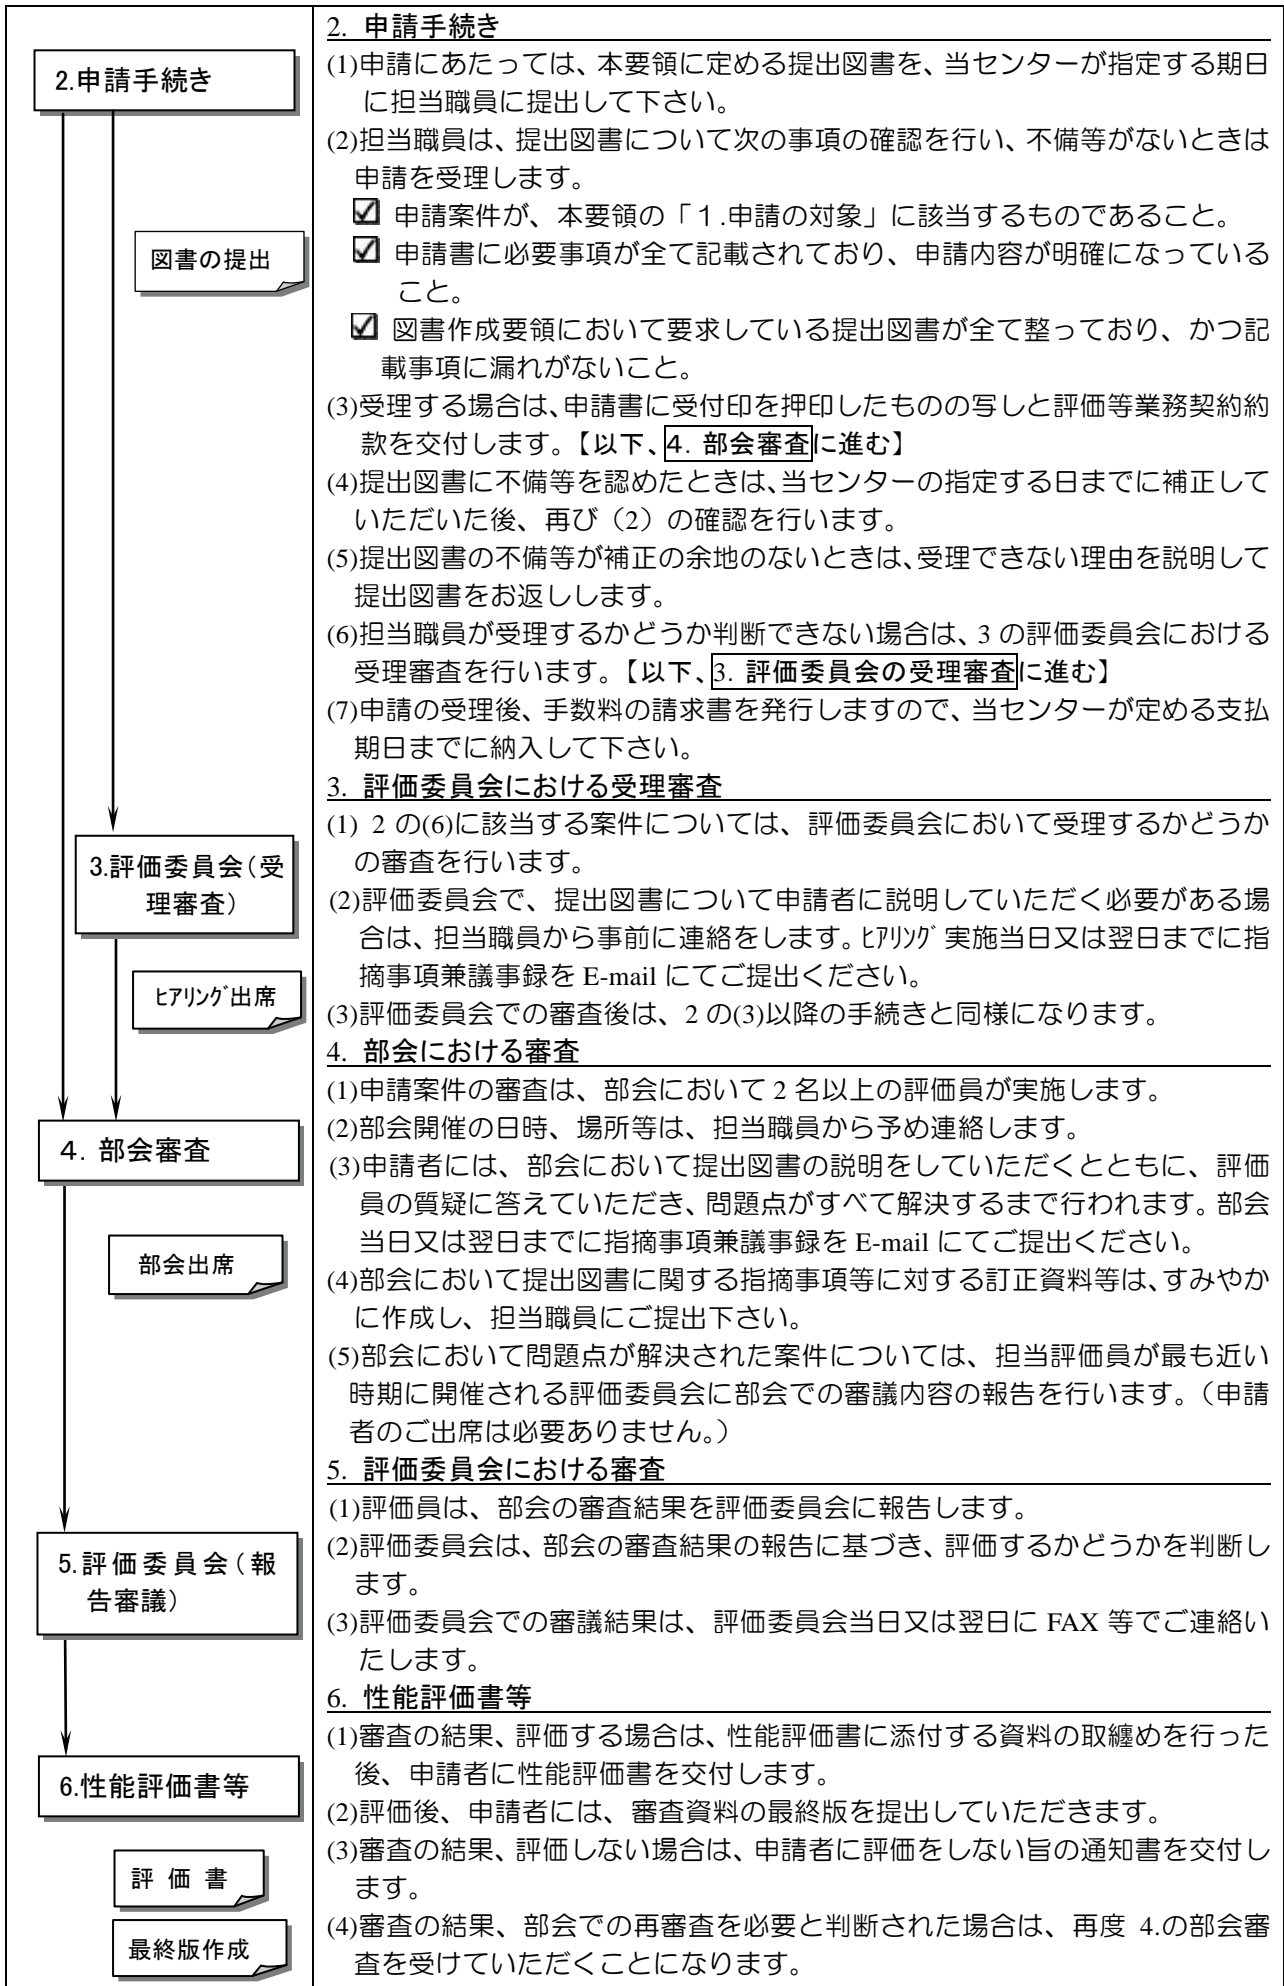 2.申請手続き
図書の提出
3.評価委員会(受
理審査)
ﾋｱﾘﾝｸﾞ出席
4. 部会審査
部会出席
5.評価委員会(報
告審議)
6.性能評価書等
評 価 書
最終版作成
2. 申請手続き
(1)申請にあたっては、本要領に定める提出図書を、当センターが指定する期日
に担当職員に提出して下さい。
(2)担当職員は、提出図書について次の事項の確認を行い、不備等がないときは
申請を受理します。
☑ 申請案件が、本要領の「１.申請の対象」に該当するものであること。
☑ 申請書に必要事項が全て記載されており、申請内容が明確になっている
こと。
☑ 図書作成要領において要求している提出図書が全て整っており、かつ記
載事項に漏れがないこと。
(3)受理する場合は、申請書に受付印を押印したものの写しと評価等業務契約約
款を交付します。【以下、4. 部会審査に進む】
(4)提出図書に不備等を認めたときは、当センターの指定する日までに補正して
いただいた後、再び（2）の確認を行います。
(5)提出図書の不備等が補正の余地のないときは、受理できない理由を説明して
提出図書をお返しします。
(6)担当職員が受理するかどうか判断できない場合は、3 の評価委員会における
受理審査を行います。【以下、3. 評価委員会の受理審査に進む】
(7)申請の受理後、手数料の請求書を発行しますので、当センターが定める支払
期日までに納入して下さい。
3. 評価委員会における受理審査
(1) 2 の(6)に該当する案件については、評価委員会において受理するかどうか
の審査を行います。
(2)評価委員会で、提出図書について申請者に説明していただく必要がある場
合は、担当職員から事前に連絡をします。ﾋｱﾘﾝｸﾞ実施当日又は翌日までに指
摘事項兼議事録を E-mail にてご提出ください。
(3)評価委員会での審査後は、2 の(3)以降の手続きと同様になります。
4. 部会における審査
(1)申請案件の審査は、部会において 2 名以上の評価員が実施します。
(2)部会開催の日時、場所等は、担当職員から予め連絡します。
(3)申請者には、部会において提出図書の説明をしていただくとともに、評価
員の質疑に答えていただき、問題点がすべて解決するまで行われます。部会
当日又は翌日までに指摘事項兼議事録を E-mail にてご提出ください。
(4)部会において提出図書に関する指摘事項等に対する訂正資料等は、すみやか
に作成し、担当職員にご提出下さい。
(5)部会において問題点が解決された案件については、担当評価員が最も近い
時期に開催される評価委員会に部会での審議内容の報告を行います。（申請
者のご出席は必要ありません。）
5. 評価委員会における審査
(1)評価員は、部会の審査結果を評価委員会に報告します。
(2)評価委員会は、部会の審査結果の報告に基づき、評価するかどうかを判断し
ます。
(3)評価委員会での審議結果は、評価委員会当日又は翌日に FAX 等でご連絡い
たします。
6. 性能評価書等
(1)審査の結果、評価する場合は、性能評価書に添付する資料の取纏めを行った
後、申請者に性能評価書を交付します。
(2)評価後、申請者には、審査資料の最終版を提出していただきます。
(3)審査の結果、評価しない場合は、申請者に評価をしない旨の通知書を交付し
ます。
(4)審査の結果、部会での再審査を必要と判断された場合は、再度 4.の部会審
査を受けていただくことになります。